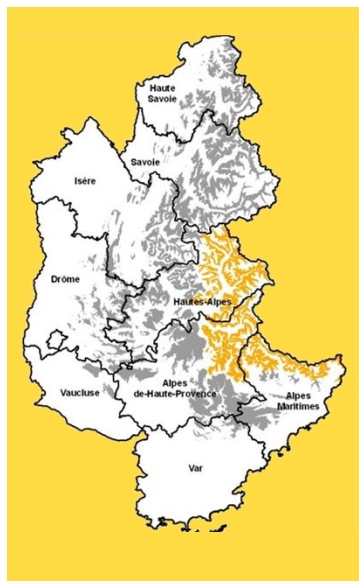 Haute
Savoie
Savoie
Isère
Drôme
Hautes-Alpes
Vaucluse
Alpes
de-Haute-Provence
Alpes
Maritimes
Var